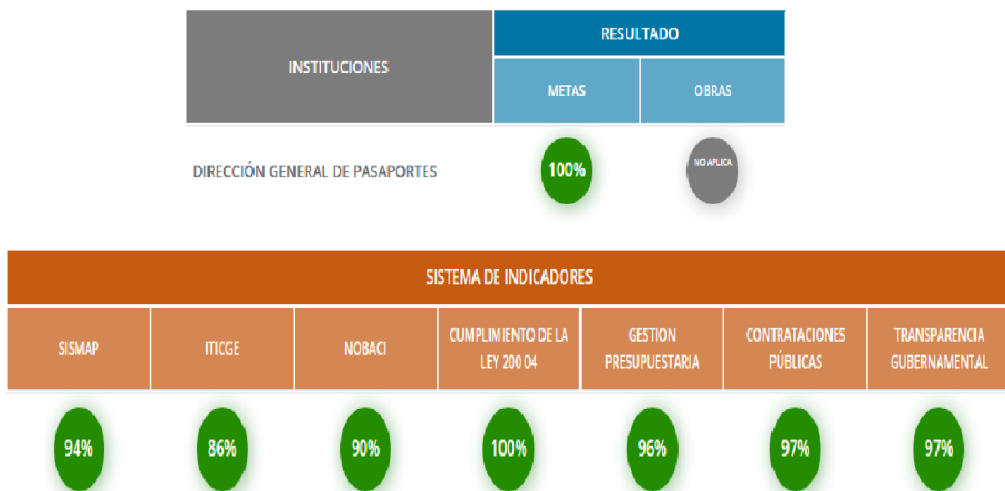 INSTITUCIONES
RESULTADO
METAS
OBRAS
DIRECCIÓN GENERAL DE PASAPORTES
100%
NO APLICA
SISTEMA DE INDICADORES
SISMAP
ITICGE
NOBACI
CUMPLIMIENTO DE LA
LEY 200 04
GESTION
PRESUPUESTARIA
CONTRATACIONES
PÚBLICAS
TRANSPARENCIA
GUBERNAMENTAL
94%
86%
90%
100%
96%
97%
97%